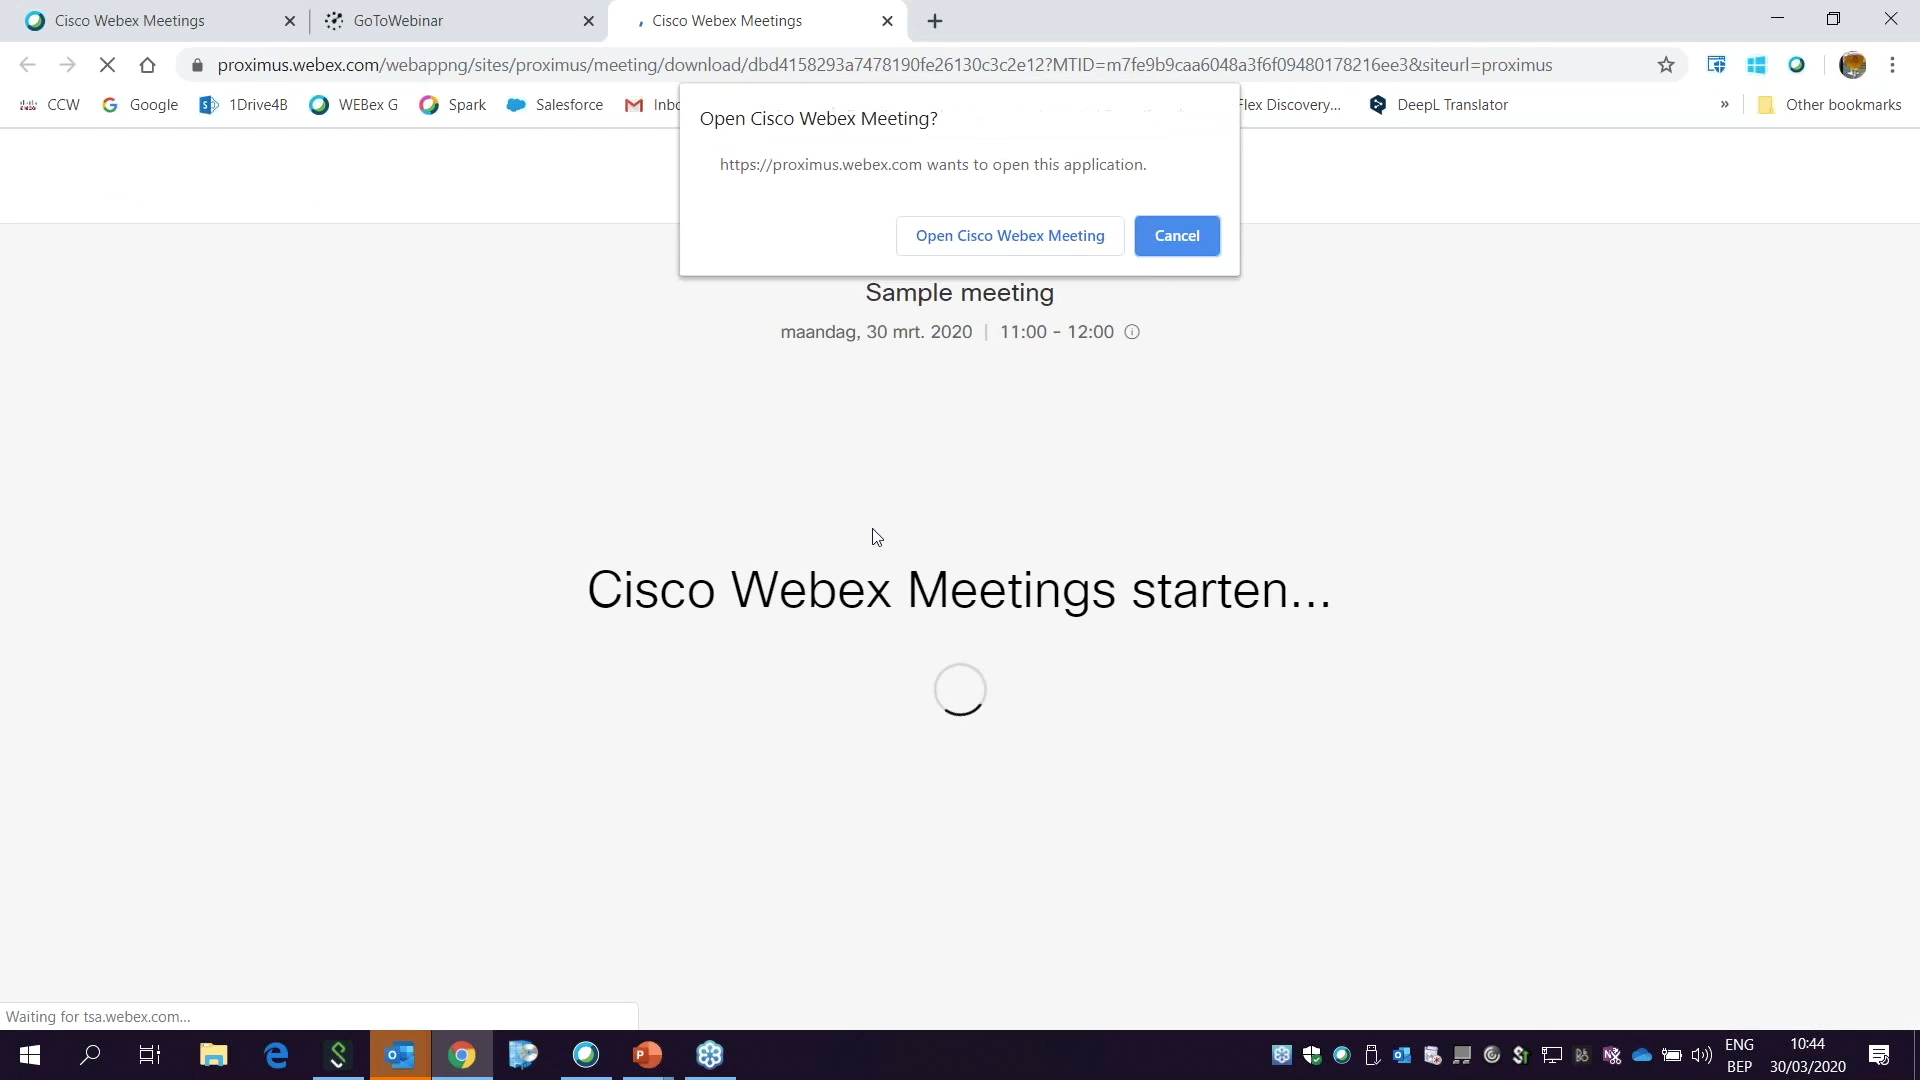 Cisco Webex Meetings
GoToWebinar
Cisco Webex Meetings
proximus.webex.com/webappng/sites/proximus/meeting/download/dbd4158293a7478190fe26130c3c2e12?MTID=m7fe9b9caa6048a3f6f09480178216ee3&siteurl=proximus
CCW
Google
1Drive4B
WEBex G
Spark
Salesforce
Flex Discovery...
DeepL Translator
»
Other bookmarks
Open Cisco Webex Meeting?
https://proximus.webex.com wants to open this application.
Open Cisco Webex Meeting
Cancel
Sample meeting
maandag, 30 mrt. 2020 | 11:00 - 12:00
Cisco Webex Meetings starten...
Waiting for tsa.webex.com...
ENG
BEP
10:44
30/03/2020